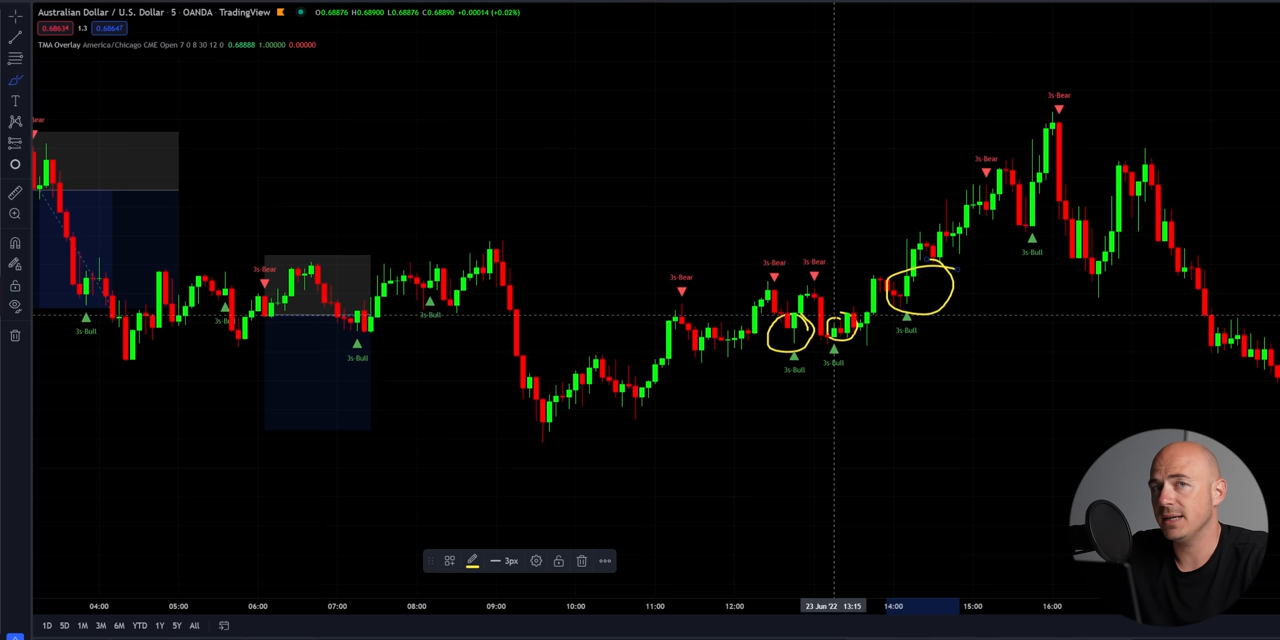 Australian Dollar / U.S. Dollar · 5 · OANDA · TradingView O0.68876 H0.68900 L0.68876 C0.68890 +0.00014 (+0.02%)
0.68634 1.3 0.68647
TMA Overlay America/Chicago CME Open 7 0 8 30 12 0 0.68888 1.00000 0.00000
3s-Bear
3s-Bear
3s-Bear
3s-Bear
3s-Bear
3s-Bear
3s-Bear
3s-Bull
3s-Bull
3s-Bull
3s-Bull
3s-Bull
3s-Bull
3s-Bull
3s-Bull
3px
04:00 05:00 06:00 07:00 08:00 09:00 10:00 11:00 12:00 23 Jun '22 13:15 14:00 15:00 16:00
1D 5D 1M 3M 6M YTD 1Y 5Y All